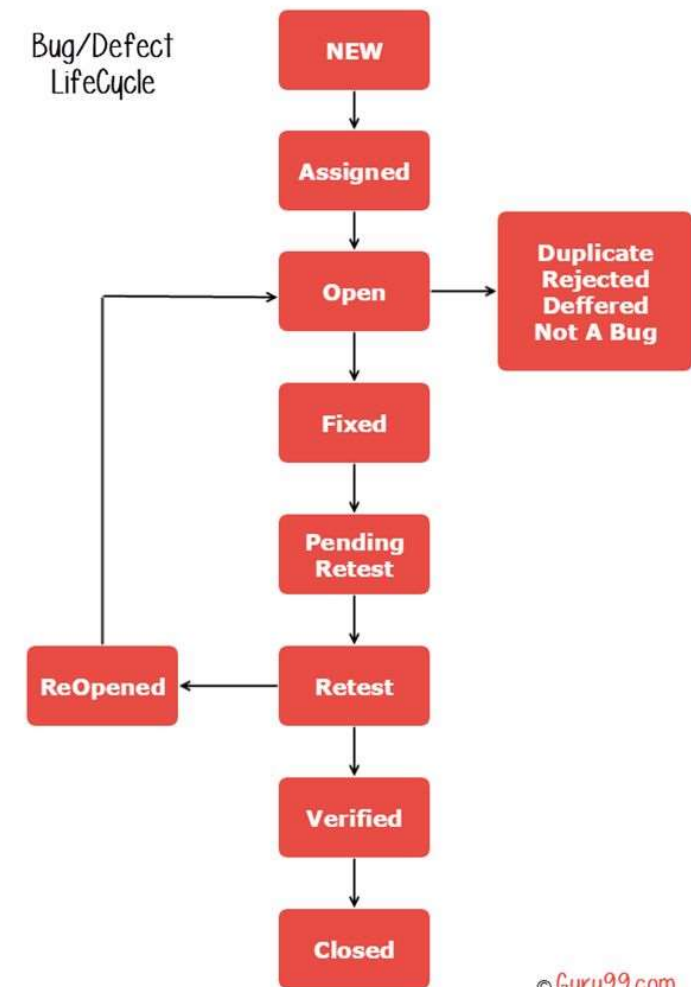 Bug/Defect
LifeCycle
NEW
Assigned
Open
Duplicate
Rejected
Deffered
Not A Bug
Fixed
Pending
Retest
ReOpened
Retest
Verified
Closed
© Guru99.com